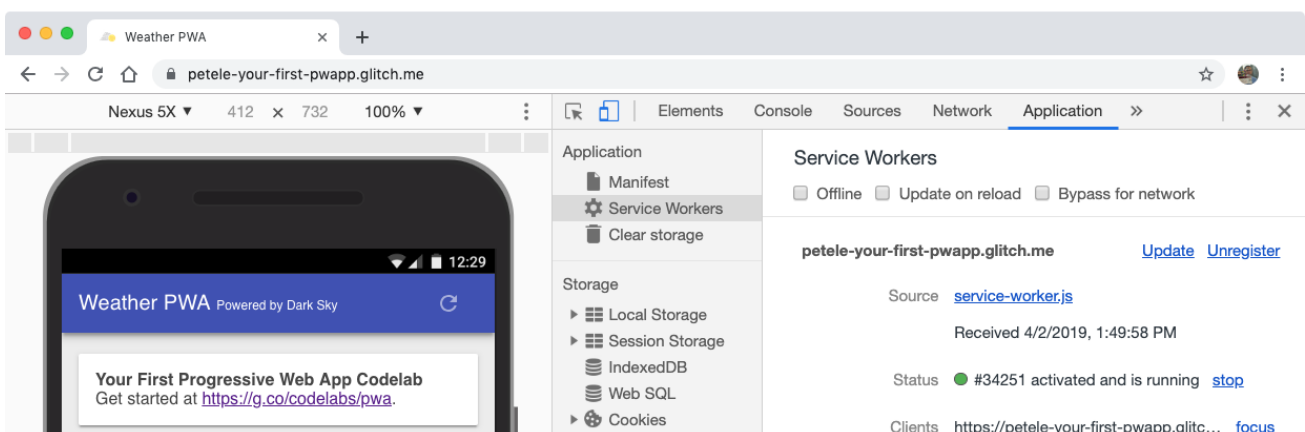 Weather PWA
petele-your-first-pwapp.glitch.me
Nexus 5X ▼ 412 × 732 100% ▼
Elements Console Sources Network Application »
12:29
Weather PWA Powered by Dark Sky
Your First Progressive Web App Codelab
Get started at https://g.co/codelabs/pwa.
Application
Manifest
Service Workers
Clear storage
Storage
Local Storage
Session Storage
IndexedDB
Web SQL
Cookies
Service Workers
Offline Update on reload Bypass for network
petele-your-first-pwapp.glitch.me Update Unregister
Source service-worker.js
Received 4/2/2019, 1:49:58 PM
Status #34251 activated and is running stop
Clients https://petele-your-first-pwapp.glitc... focus